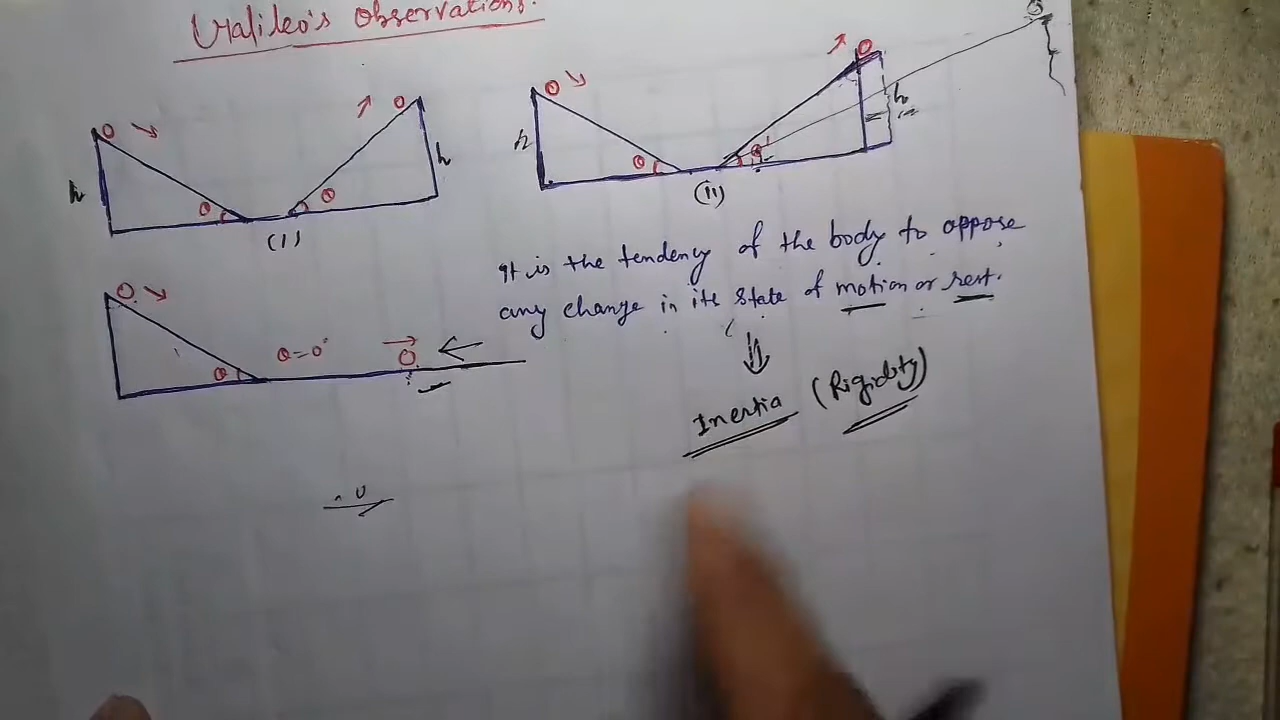 Galileo's Observations.
h θ θ h
(I)
h θ θ' h
(II)
It is the tendency of the body to oppose
any change in its state of motion or rest.
θ θ=0°
Inertia (Rigidity)